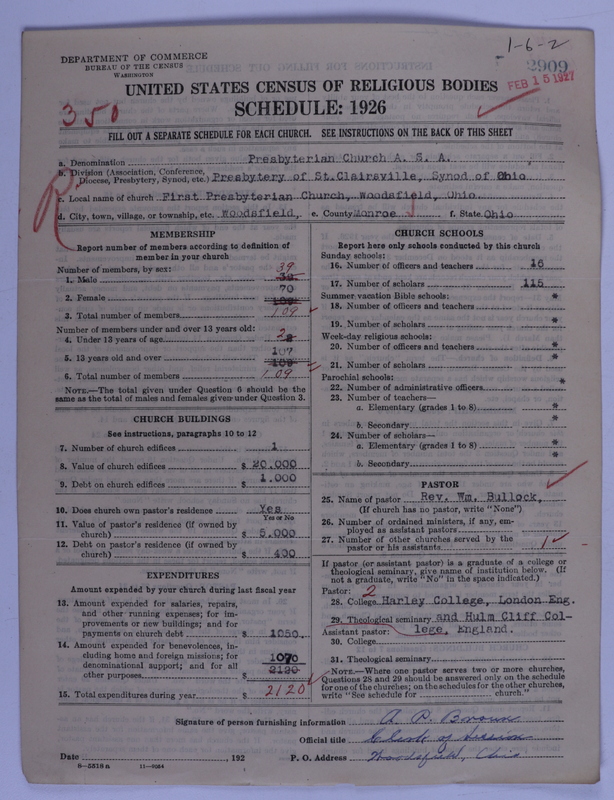 1-6-2
2909
FEB 15 1927
DEPARTMENT OF COMMERCE
BUREAU OF THE CENSUS
WASHINGTON
UNITED STATES CENSUS OF RELIGIOUS BODIES
SCHEDULE: 1926
350
FILL OUT A SEPARATE SCHEDULE FOR EACH CHURCH. SEE INSTRUCTIONS ON THE BACK OF THIS SHEET
a. Denomination Presbyterian Church A. S. A.
b. Division (Association, Conference, Diocese, Presbytery, Synod, etc.) Presbytery of St.Clairsville, Synod of Ohio
c. Local name of church First Presbyterian Church, Woodsfield, Ohio
d. City, town, village, or township, etc. Woodsfield, e. County Monroe f. State Ohio
R
MEMBERSHIP
Report number of members according to definition of
member in your church
Number of members, by sex:
1. Male 39
2. Female 70
3. Total number of members 109
Number of members under and over 13 years old:
4. Under 13 years of age 2
5. 13 years old and over 107
6. Total number of members 109
NOTE.—The total given under Question 6 should be
same as the total of males and females given under Question 3.
CHURCH BUILDINGS
See instructions, paragraphs 10 to 12
7. Number of church edifices 1
8. Value of church edifices $ 20.000
9. Debt on church edifices $ 1.000
10. Does church own pastor's residence Yes
Yes or No
11. Value of pastor's residence (if owned by
church) $ 5.000
12. Debt on pastor's residence (if owned by
church) $ 400
EXPENDITURES
Amount expended by your church during last fiscal year
13. Amount expended for salaries, repairs,
and other running expenses; for im-
provements or new buildings; and for
payments on church debt $ 1050.
14. Amount expended for benevolences, in-
cluding home and foreign missions; for
denominational support; and for all
other purposes $ 1070
2120
15. Total expenditures during year $ 2120
CHURCH SCHOOLS
Report here only schools conducted by this church
Sunday schools:
16. Number of officers and teachers 16
17. Number of scholars 115
Summer vacation Bible schools:
18. Number of officers and teachers *
19. Number of scholars *
Week-day religious schools:
20. Number of officers and teachers *
21. Number of scholars *
Parochial schools:
22. Number of administrative officers *
23. Number of teachers—
a. Elementary (grades 1 to 8) *
b. Secondary *
24. Number of scholars—
a. Elementary (grades 1 to 8) *
b. Secondary *
PASTOR
25. Name of pastor Rev. Wm. Bullock,
(If church has no pastor, write "None")
26. Number of ordained ministers, if any, em-
ployed as assistant pastors
27. Number of other churches served by the
pastor or his assistants 1
If pastor (or assistant pastor) is a graduate of a college or
theological seminary, give name of institution below. (If
not a graduate, write "No" in the space indicated.)
Pastor: 2
28. College Harley College, London Eng.
29. Theological seminary and Hulm Cliff Col-
Assistant pastor: lege, England.
30. College
31. Theological seminary
NOTE.—Where one pastor serves two or more churches,
Questions 28 and 29 should be answered only on the schedule
for one of the churches; on the schedules for the other churches,
write "See schedule for church."
Signature of person furnishing information
Official title Clerk of Session
Date , 192 P. O. Address Woodsfield, Ohio
8—5518 a 11—9264 1